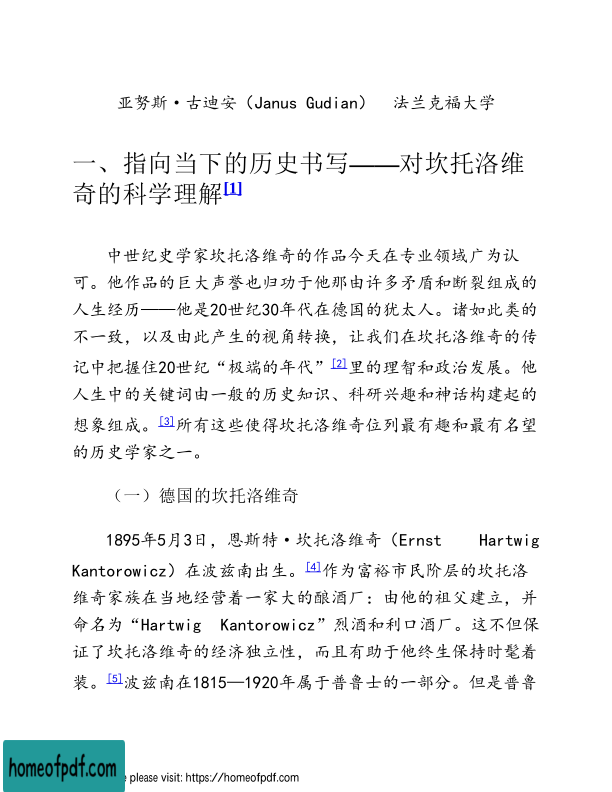 亚努斯·古迪安（Janus Gudian） 法兰克福大学
一、指向当下的历史书写——对坎托洛维
奇的科学理解[1]
中世纪史学家坎托洛维奇的作品今天在专业领域广为认
可。他作品的巨大声誉也归功于他那由许多矛盾和断裂组成的
人生经历——他是20世纪30年代在德国的犹太人。诸如此类的
不一致，以及由此产生的视角转换，让我们在坎托洛维奇的传
记中把握住20世纪“极端的年代”[2]里的理智和政治发展。他
人生中的关键词由一般的历史知识、科研兴趣和神话构建起的
想象组成。[3]所有这些使得坎托洛维奇位列最有趣和最有名望
的历史学家之一。
（一）德国的坎托洛维奇
1895年5月3日，恩斯特·坎托洛维奇（Ernst Hartwig
Kantorowicz）在波兹南出生。[4]作为富裕市民阶层的坎托洛
维奇家族在当地经营着一家大的酿酒厂：由他的祖父建立，并
命名为“Hartwig Kantorowicz”烈酒和利口酒厂。这不但保
证了坎托洛维奇的经济独立性，而且有助于他终生保持时髦着
装。[5]波兹南在1815—1920年属于普鲁士的一部分。但是普鲁
homeofpdf.com
please visit: https://homeofpdf.com